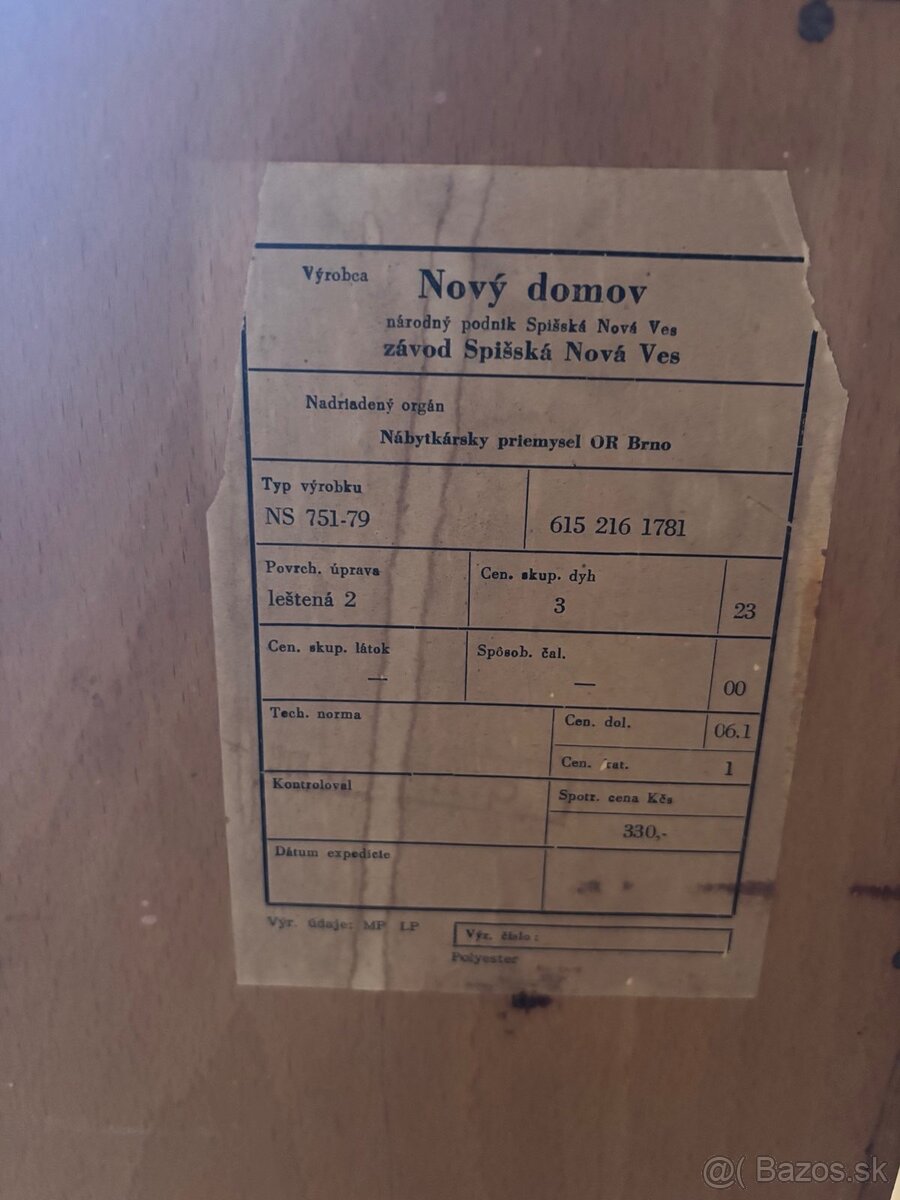 Výrobca Nový domov
národný podnik Spišská Nová Ves
závod Spišská Nová Ves
Nadriadený orgán
Nábytkársky priemysel OR Brno
Typ výrobku
NS 751-79 615 216 1781
Povrch. úprava Cen. skup. dýh
leštená 2 3 23
Cen. skup. látok Spôsob. čal.
— — 00
Tech. norma Cen. dol. 06.1
Cen. kat. 1
Kontroloval Spotr. cena Kčs
330,-
Dátum expedície
Výr. údaje: MP LP Výr. číslo:
Polyester
@( Bazos.sk